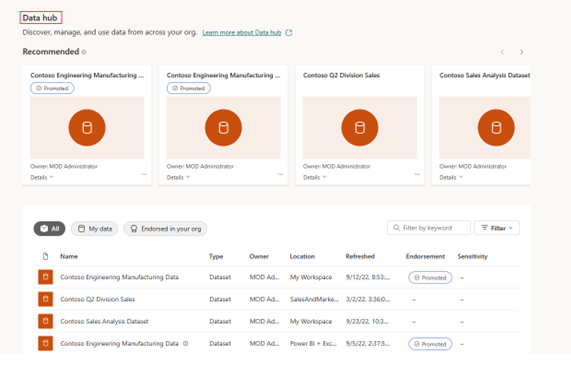 Data hub
Discover, manage, and use data from across your org. Learn more about Data hub
Recommended
Contoso Engineering Manufacturing ...
Promoted
Owner: MOD Administrator
Details
Contoso Engineering Manufacturing ...
Promoted
Owner: MOD Administrator
Details
Contoso Q2 Division Sales
Owner: MOD Administrator
Details
Contoso Sales Analysis Dataset
Owner: MOD Administrator
Details
All My data Endorsed in your org Filter by keyword Filter
Name Type Owner Location Refreshed Endorsement Sensitivity
Contoso Engineering Manufacturing Data Dataset MOD Ad... My Workspace 9/12/22, 8:53:... Promoted –
Contoso Q2 Division Sales Dataset MOD Ad... SalesAndMarke... 3/2/22, 3:36:0... – –
Contoso Sales Analysis Dataset Dataset MOD Ad... My Workspace 9/23/22, 10:3... – –
Contoso Engineering Manufacturing Data Dataset MOD Ad... Power BI + Exc... 9/5/22, 2:37:5... Promoted –